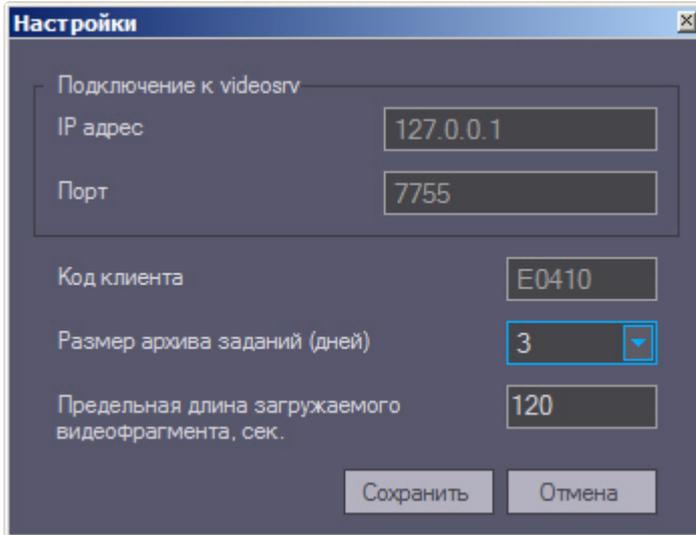 Настройки
Подключение к videosrv
IP адрес 127.0.0.1
Порт 7755
Код клиента E0410
Размер архива заданий (дней) 3
Предельная длина загружаемого 120
видеофрагмента, сек.
Сохранить Отмена